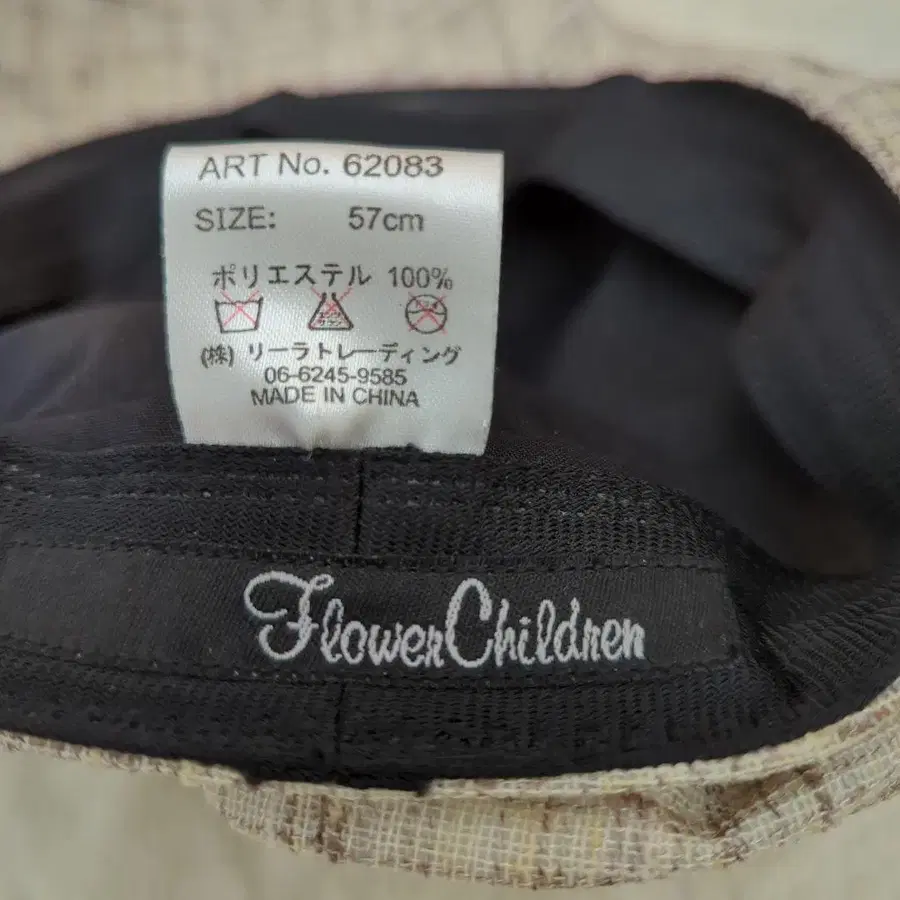 ART No. 62083
SIZE: 57cm
ポリエステル 100%
(株) リーラトレーディング
06-6245-9585
MADE IN CHINA
FlowerChildren